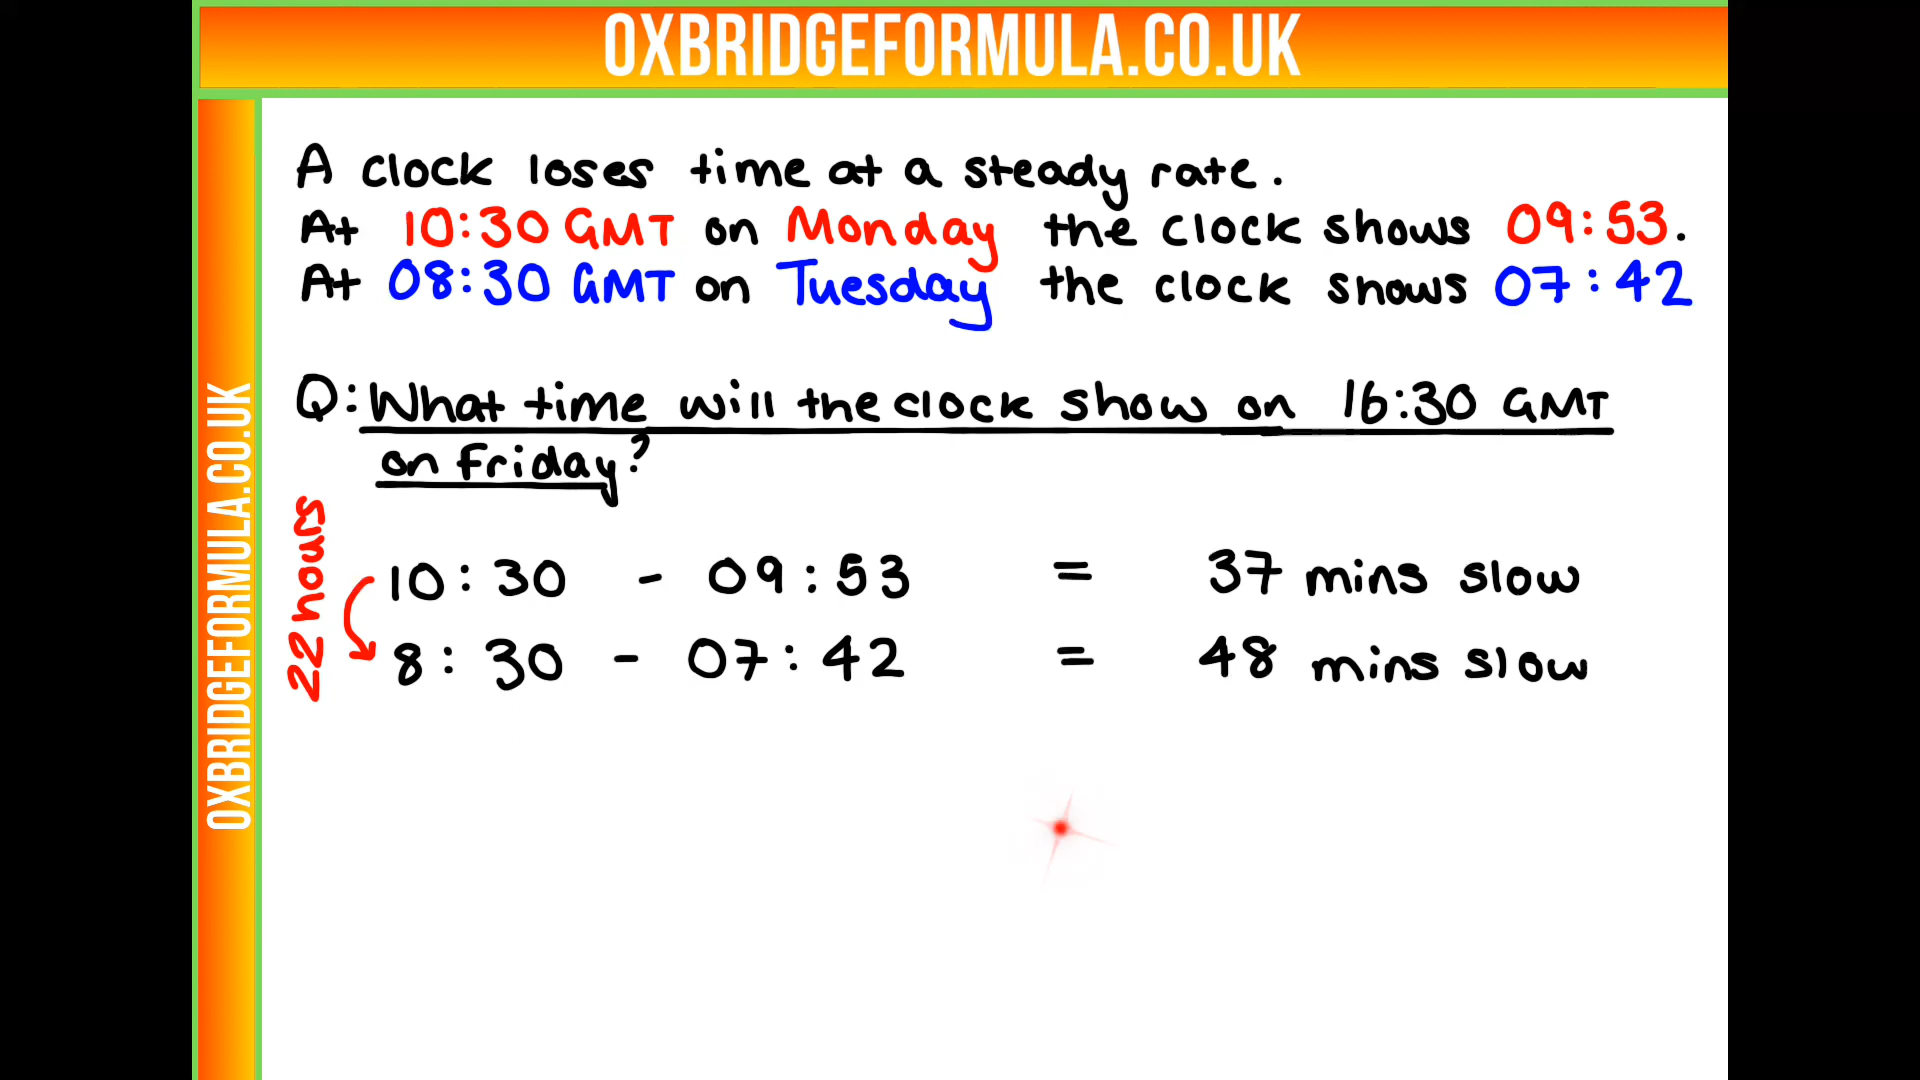 OXBRIDGEFORMULA.CO.UK
OXBRIDGEFORMULA.CO.UK
A clock loses time at a steady rate.
At 10:30 GMT on Monday the clock shows 09:53.
At 08:30 GMT on Tuesday the clock shows 07:42
Q: What time will the clock show on 16:30 GMT
on Friday?
22 hours
10:30 - 09:53 = 37 mins slow
8:30 - 07:42 = 48 mins slow